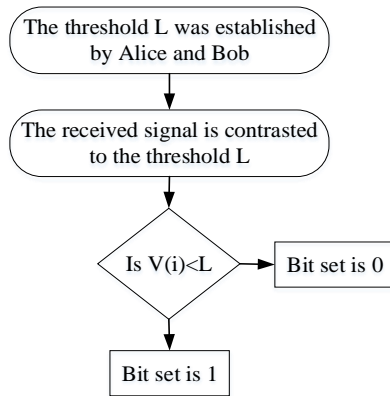 The threshold L was established
by Alice and Bob
The received signal is contrasted
to the threshold L
Is V(i)<L
Bit set is 0
Bit set is 1